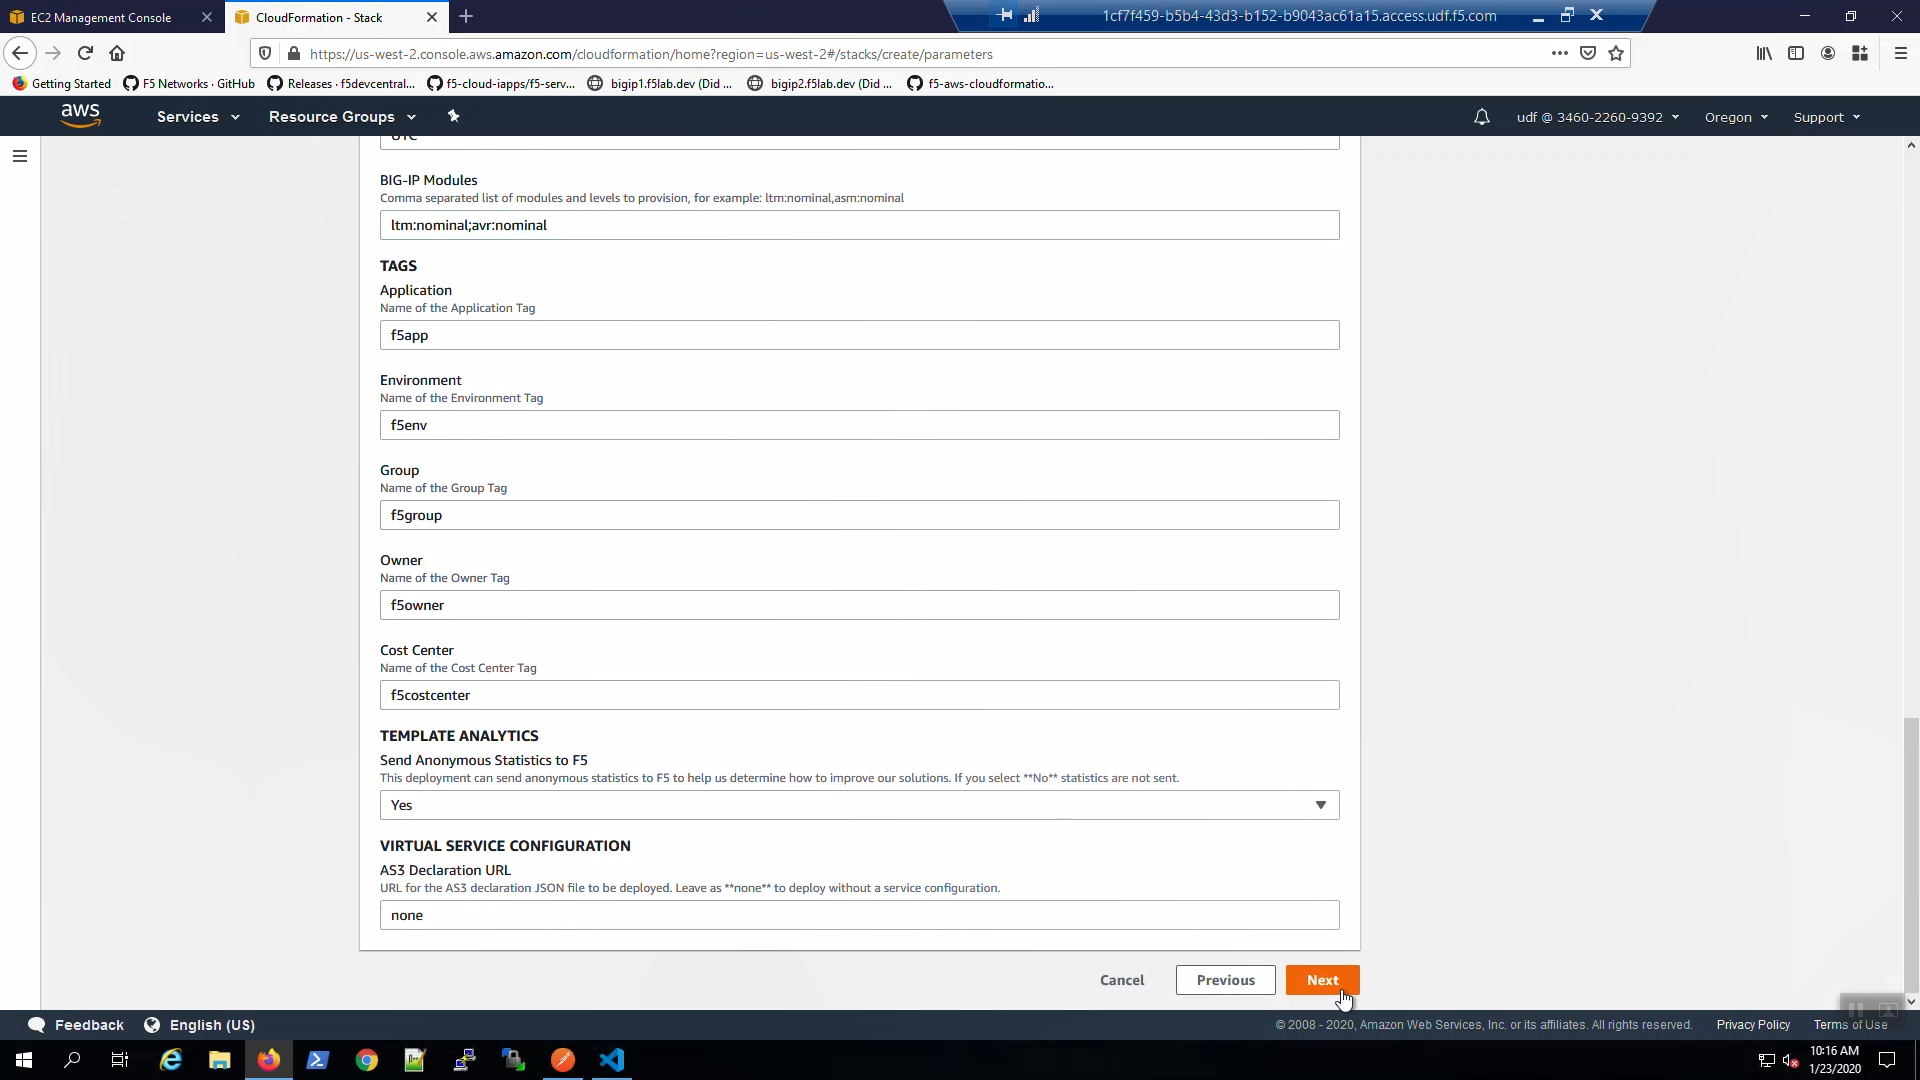 EC2 Management Console
CloudFormation - Stack
1cf7f459-b5b4-43d3-b152-b9043ac61a15.access.udf.f5.com
https://us-west-2.console.aws.amazon.com/cloudformation/home?region=us-west-2#/stacks/create/parameters
Getting Started
F5 Networks · GitHub
Releases · f5devcentral...
f5-cloud-iapps/f5-serv...
bigip1.f5lab.dev (Did ...
bigip2.f5lab.dev (Did ...
f5-aws-cloudformatio...
aws
Services
Resource Groups
udf @ 3460-2260-9392
Oregon
Support
UTC
BIG-IP Modules
Comma separated list of modules and levels to provision, for example: ltm:nominal,asm:nominal
ltm:nominal;avr:nominal
TAGS
Application
Name of the Application Tag
f5app
Environment
Name of the Environment Tag
f5env
Group
Name of the Group Tag
f5group
Owner
Name of the Owner Tag
f5owner
Cost Center
Name of the Cost Center Tag
f5costcenter
TEMPLATE ANALYTICS
Send Anonymous Statistics to F5
This deployment can send anonymous statistics to F5 to help us determine how to improve our solutions. If you select **No** statistics are not sent.
Yes
VIRTUAL SERVICE CONFIGURATION
AS3 Declaration URL
URL for the AS3 declaration JSON file to be deployed. Leave as **none** to deploy without a service configuration.
none
Cancel
Previous
Next
Feedback
English (US)
© 2008 - 2020, Amazon Web Services, Inc. or its affiliates. All rights reserved.
Privacy Policy
Terms of Use
10:16 AM
1/23/2020